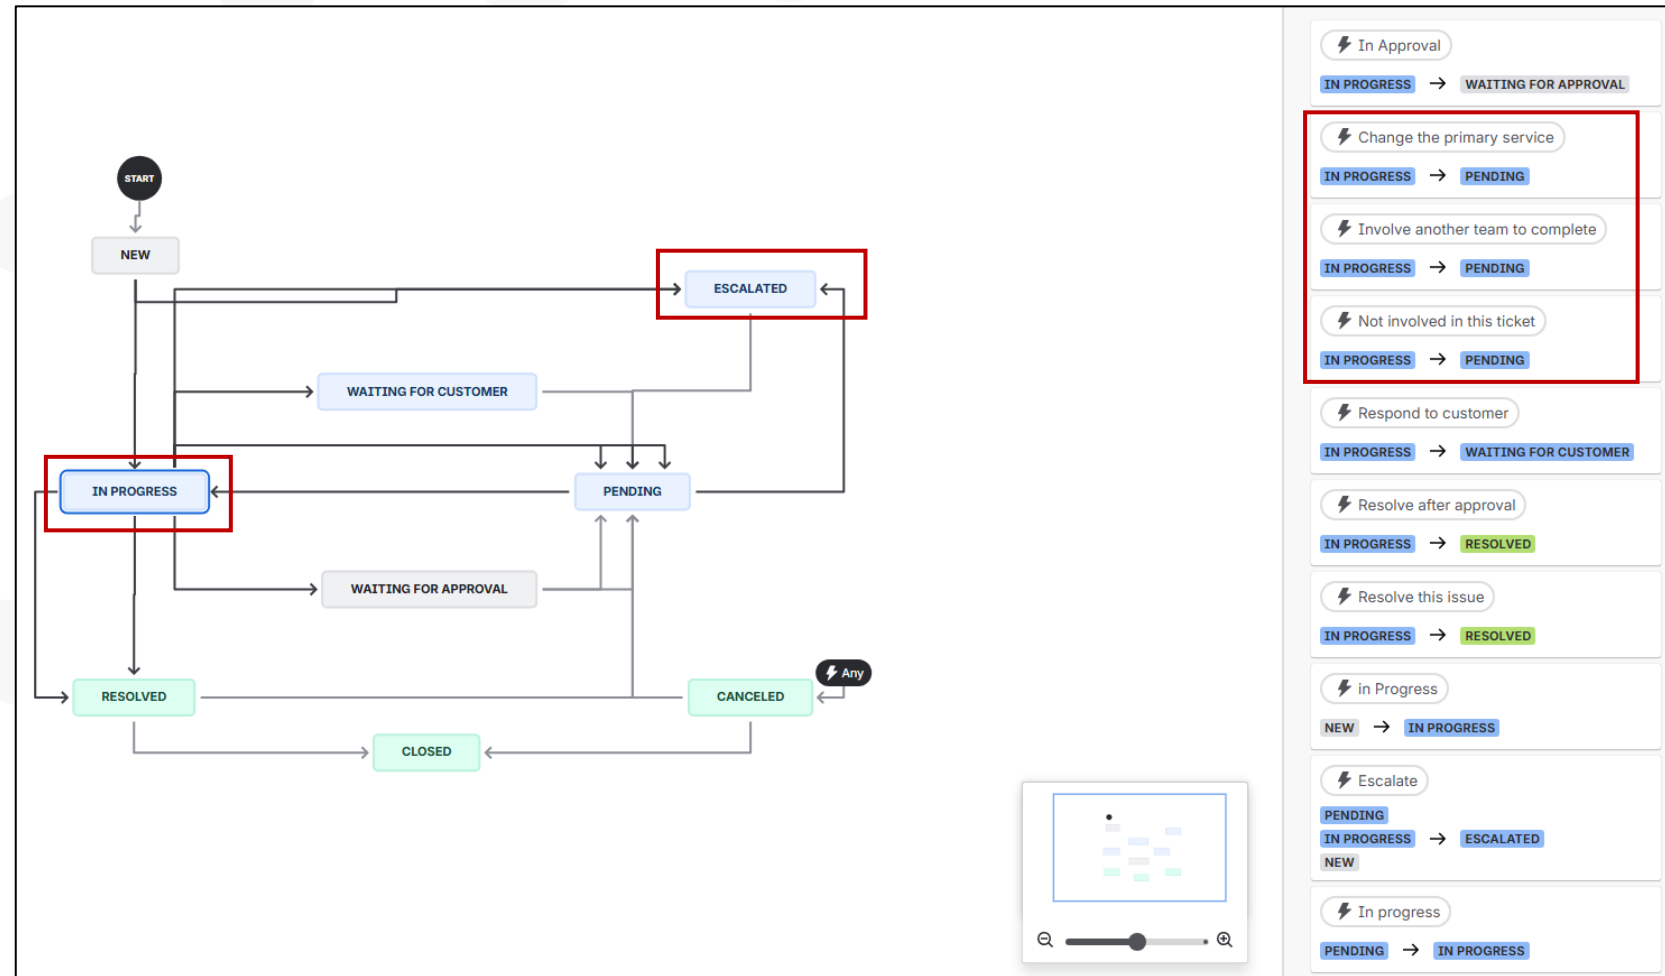 START
NEW
ESCALATED
WAITING FOR CUSTOMER
IN PROGRESS
PENDING
WAITING FOR APPROVAL
Any
RESOLVED
CANCELED
CLOSED
In Approval
IN PROGRESS → WAITING FOR APPROVAL
Change the primary service
IN PROGRESS → PENDING
Involve another team to complete
IN PROGRESS → PENDING
Not involved in this ticket
IN PROGRESS → PENDING
Respond to customer
IN PROGRESS → WAITING FOR CUSTOMER
Resolve after approval
IN PROGRESS → RESOLVED
Resolve this issue
IN PROGRESS → RESOLVED
in Progress
NEW → IN PROGRESS
Escalate
PENDING
IN PROGRESS → ESCALATED
NEW
In progress
PENDING → IN PROGRESS